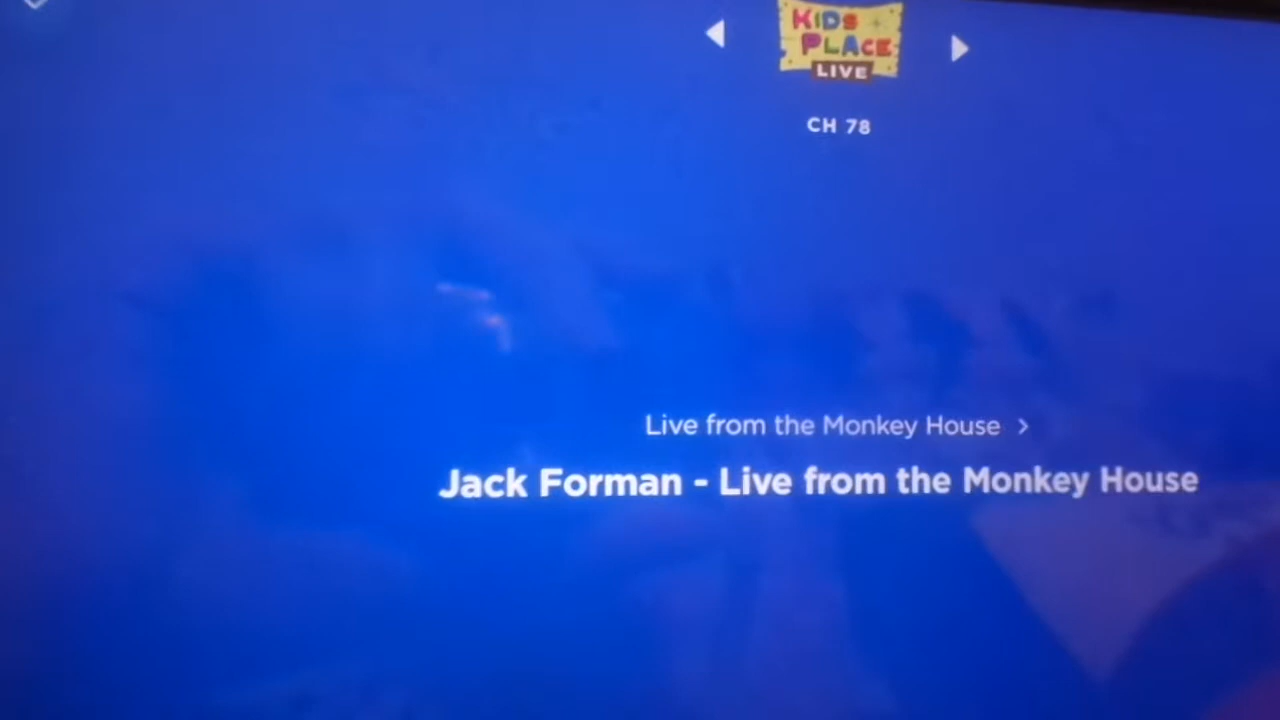 KIDS
PLACE
LIVE
CH 78
Live from the Monkey House >
Jack Forman - Live from the Monkey House